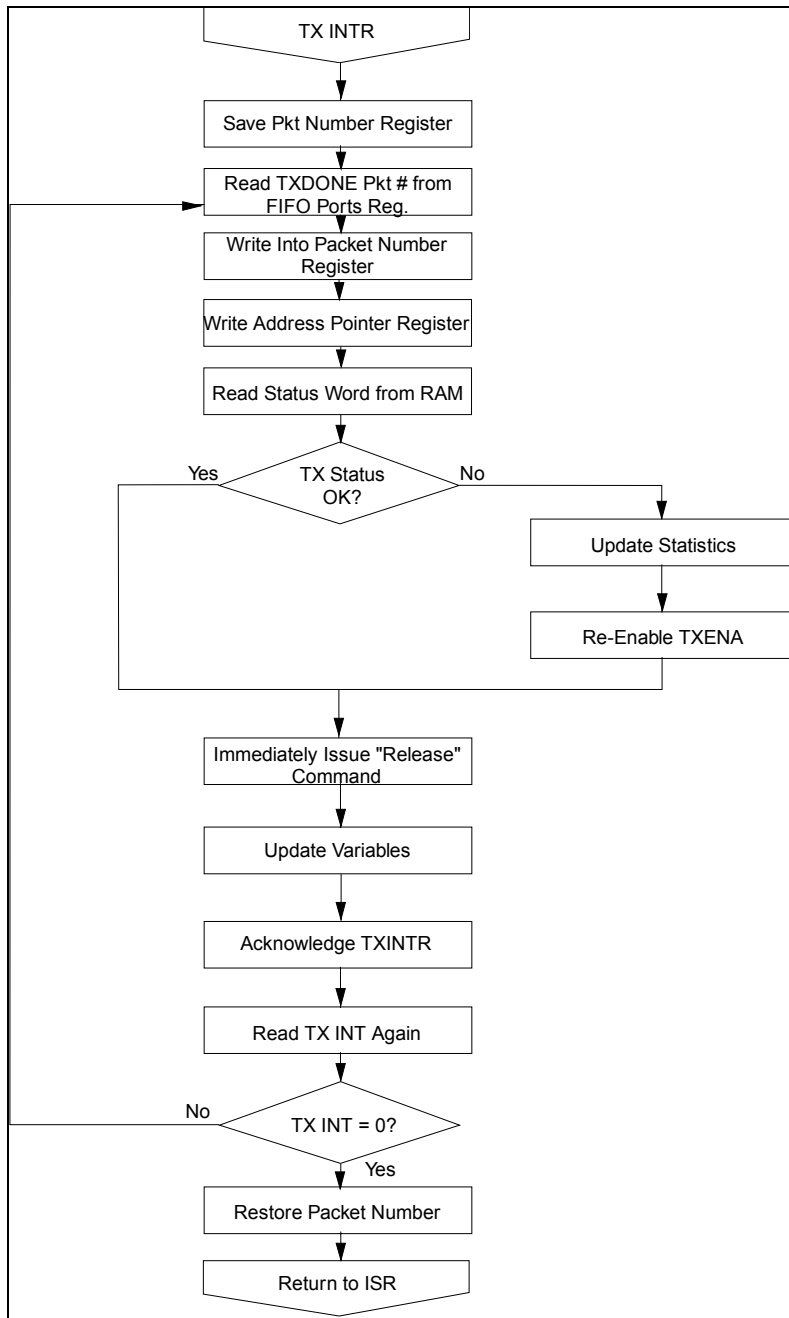 TX INTR
Save Pkt Number Register
Read TXDONE Pkt # from
FIFO Ports Reg.
Write Into Packet Number
Register
Write Address Pointer Register
Read Status Word from RAM
Yes
TX Status
OK?
No
Update Statistics
Re-Enable TXENA
Immediately Issue "Release"
Command
Update Variables
Acknowledge TXINTR
Read TX INT Again
No
TX INT = 0?
Yes
Restore Packet Number
Return to ISR